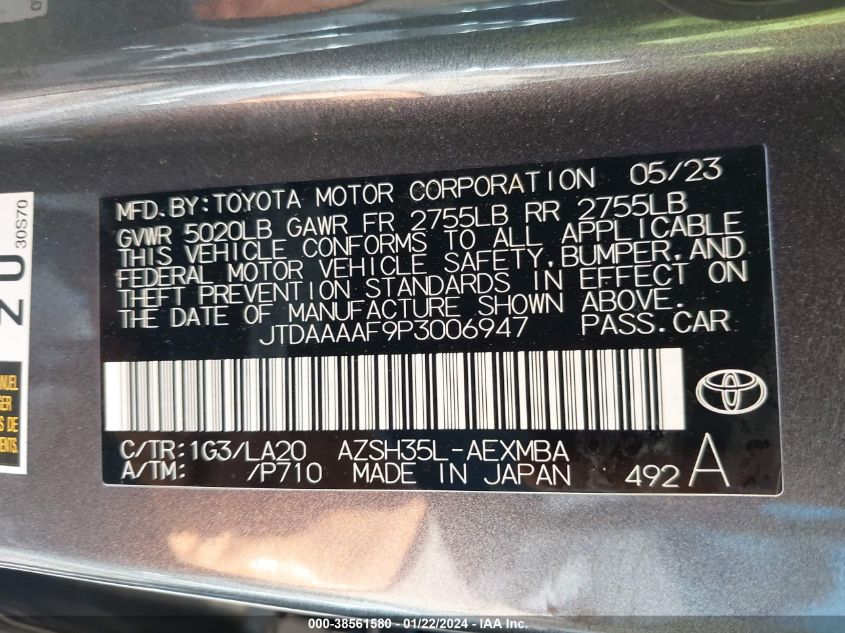 MFD. BY: TOYOTA MOTOR CORPORATION 05/23
GVWR 5020LB GAWR FR 2755LB RR 2755LB
THIS VEHICLE CONFORMS TO ALL APPLICABLE
FEDERAL MOTOR VEHICLE SAFETY, BUMPER, AND
THEFT PREVENTION STANDARDS IN EFFECT ON
THE DATE OF MANUFACTURE SHOWN ABOVE.
JTDAAAAF9P3006947 PASS. CAR
C/TR: 1G3/LA20 AZSH35L-AEXMBA
A/TM: /P710 MADE IN JAPAN 492 A
30S70
DE
000-38561580 - 01/22/2024 - IAA Inc.